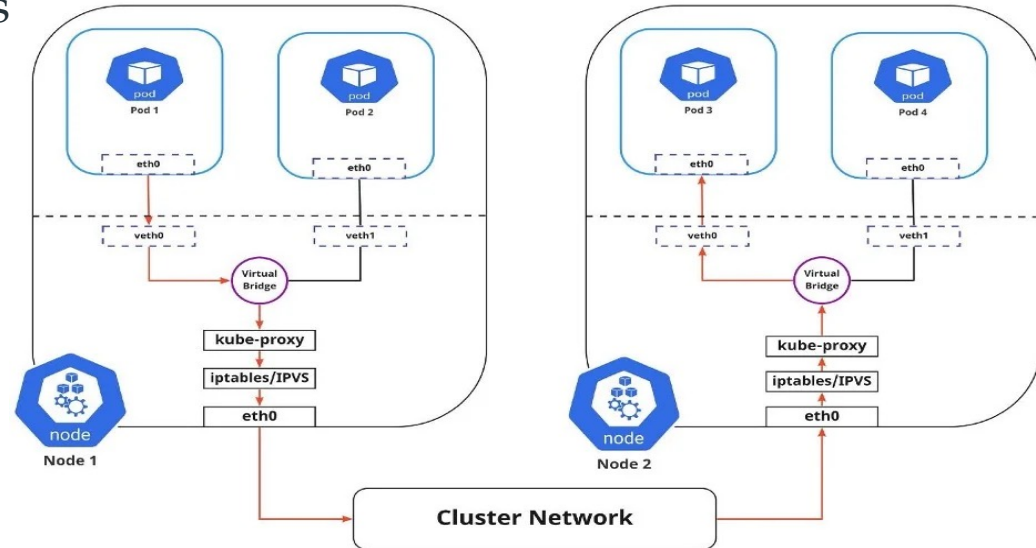 s
pod
Pod 1
eth0
veth0
pod
Pod 2
eth0
veth1
Virtual
Bridge
kube-proxy
iptables/IPVS
eth0
node
Node 1
pod
Pod 3
eth0
veth0
pod
Pod 4
eth0
veth1
Virtual
Bridge
kube-proxy
iptables/IPVS
eth0
node
Node 2
Cluster Network